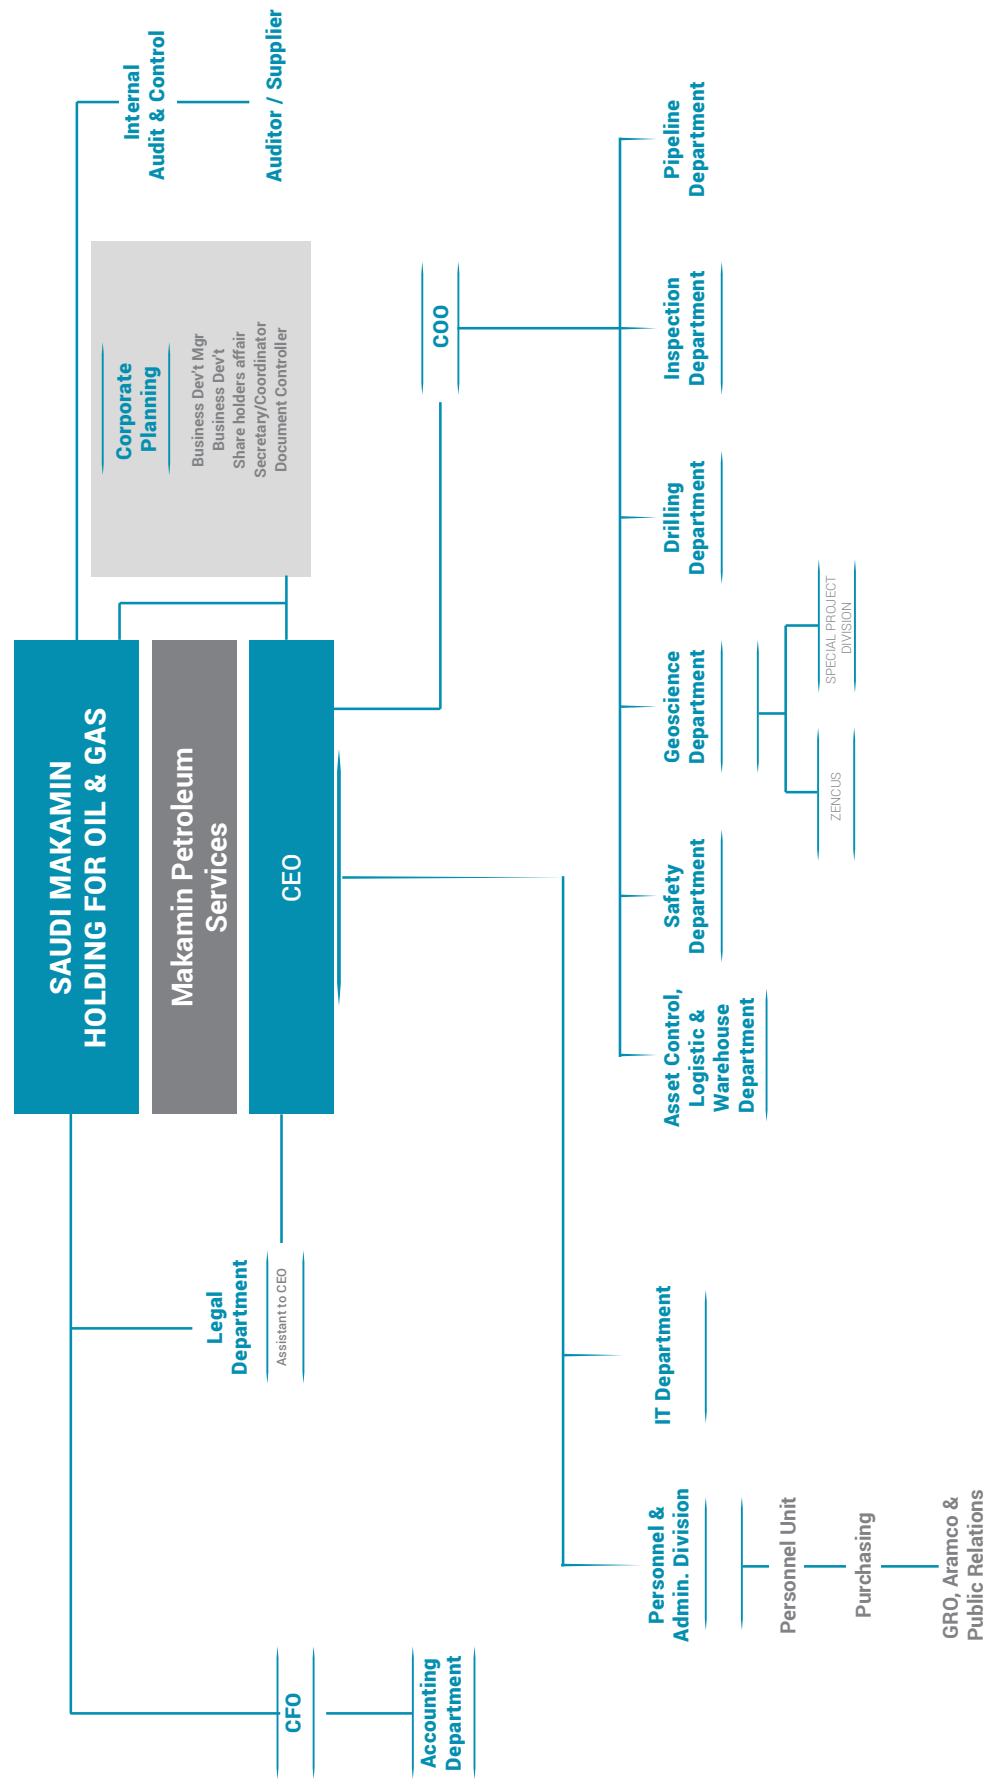 SAUDI MAKAMIN
HOLDING FOR OIL & GAS
Makamin Petroleum
Services
CEO
Internal
Audit & Control
Auditor / Supplier
Corporate
Planning
Business Dev't Mgr
Business Dev't
Share holders affair
Secretary/Coordinator
Document Controller
Legal
Department
Assistant to CEO
CFO
Accounting
Department
COO
Personnel &
Admin. Division
Personnel Unit
Purchasing
GRO, Aramco &
Public Relations
IT Department
Asset Control,
Logistic &
Warehouse
Department
Safety
Department
Geoscience
Department
ZENCUS
SPECIAL PROJECT
DIVISION
Drilling
Department
Inspection
Department
Pipeline
Department